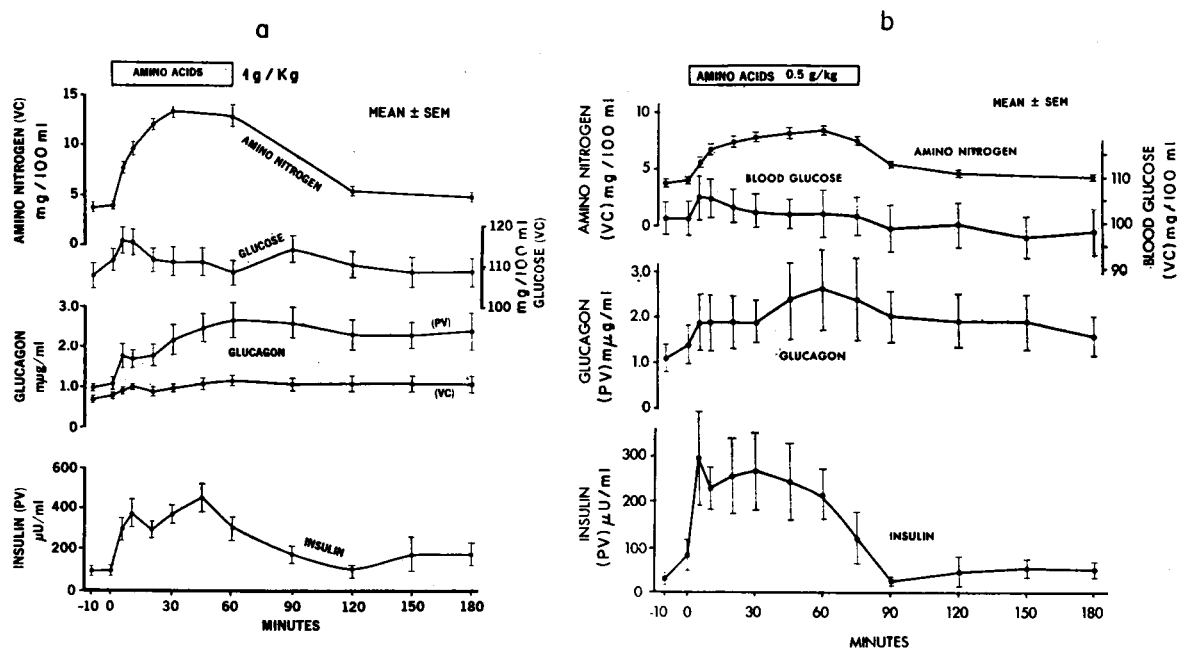 a
AMINO ACIDS 1g/Kg
MEAN ± SEM
AMINO NITROGEN (VC)
mg/100 ml
15
10
5
0
AMINO NITROGEN
GLUCOSE
120
110
100
mg/100 ml
GLUCOSE (VC)
GLUCAGON
mµg/ml
3.0
2.0
1.0
0
(PV)
GLUCAGON
(VC)
INSULIN (PV)
µU/ml
600
400
200
0
INSULIN
-10 0 30 60 90 120 150 180
MINUTES
b
AMINO ACIDS 0.5 g/kg
MEAN ± SEM
AMINO NITROGEN
(VC) mg/100 ml
10
5
0
AMINO NITROGEN
BLOOD GLUCOSE
110
100
90
BLOOD GLUCOSE
(VC) mg/100 ml
GLUCAGON
(PV) mµg/ml
3.0
2.0
1.0
0
GLUCAGON
INSULIN
(PV) µU/ml
300
200
100
0
INSULIN
-10 0 30 60 90 120 150 180
MINUTES